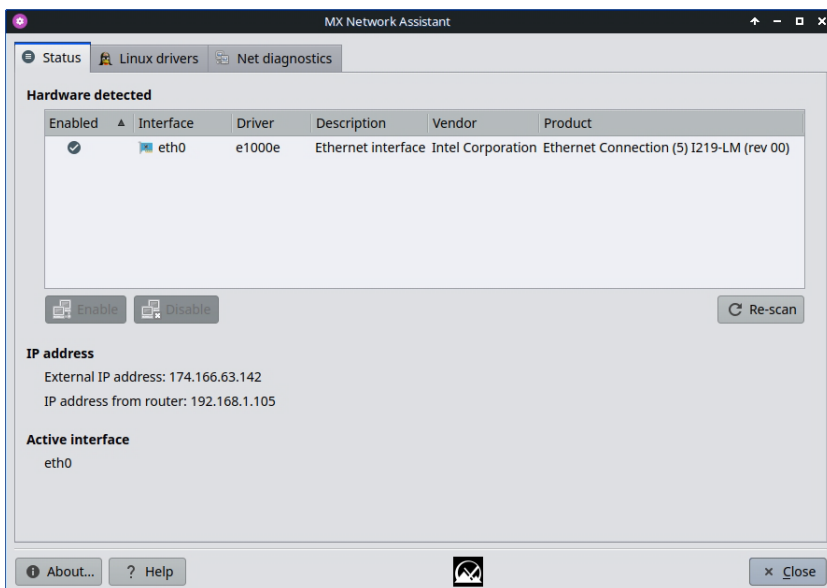 MX Network Assistant
Status Linux drivers Net diagnostics
Hardware detected
Enabled Interface Driver Description Vendor Product
eth0 e1000e Ethernet interface Intel Corporation Ethernet Connection (5) I219-LM (rev 00)
Enable Disable Re-scan
IP address
External IP address: 174.166.63.142
IP address from router: 192.168.1.105
Active interface
eth0
About... ? Help Close